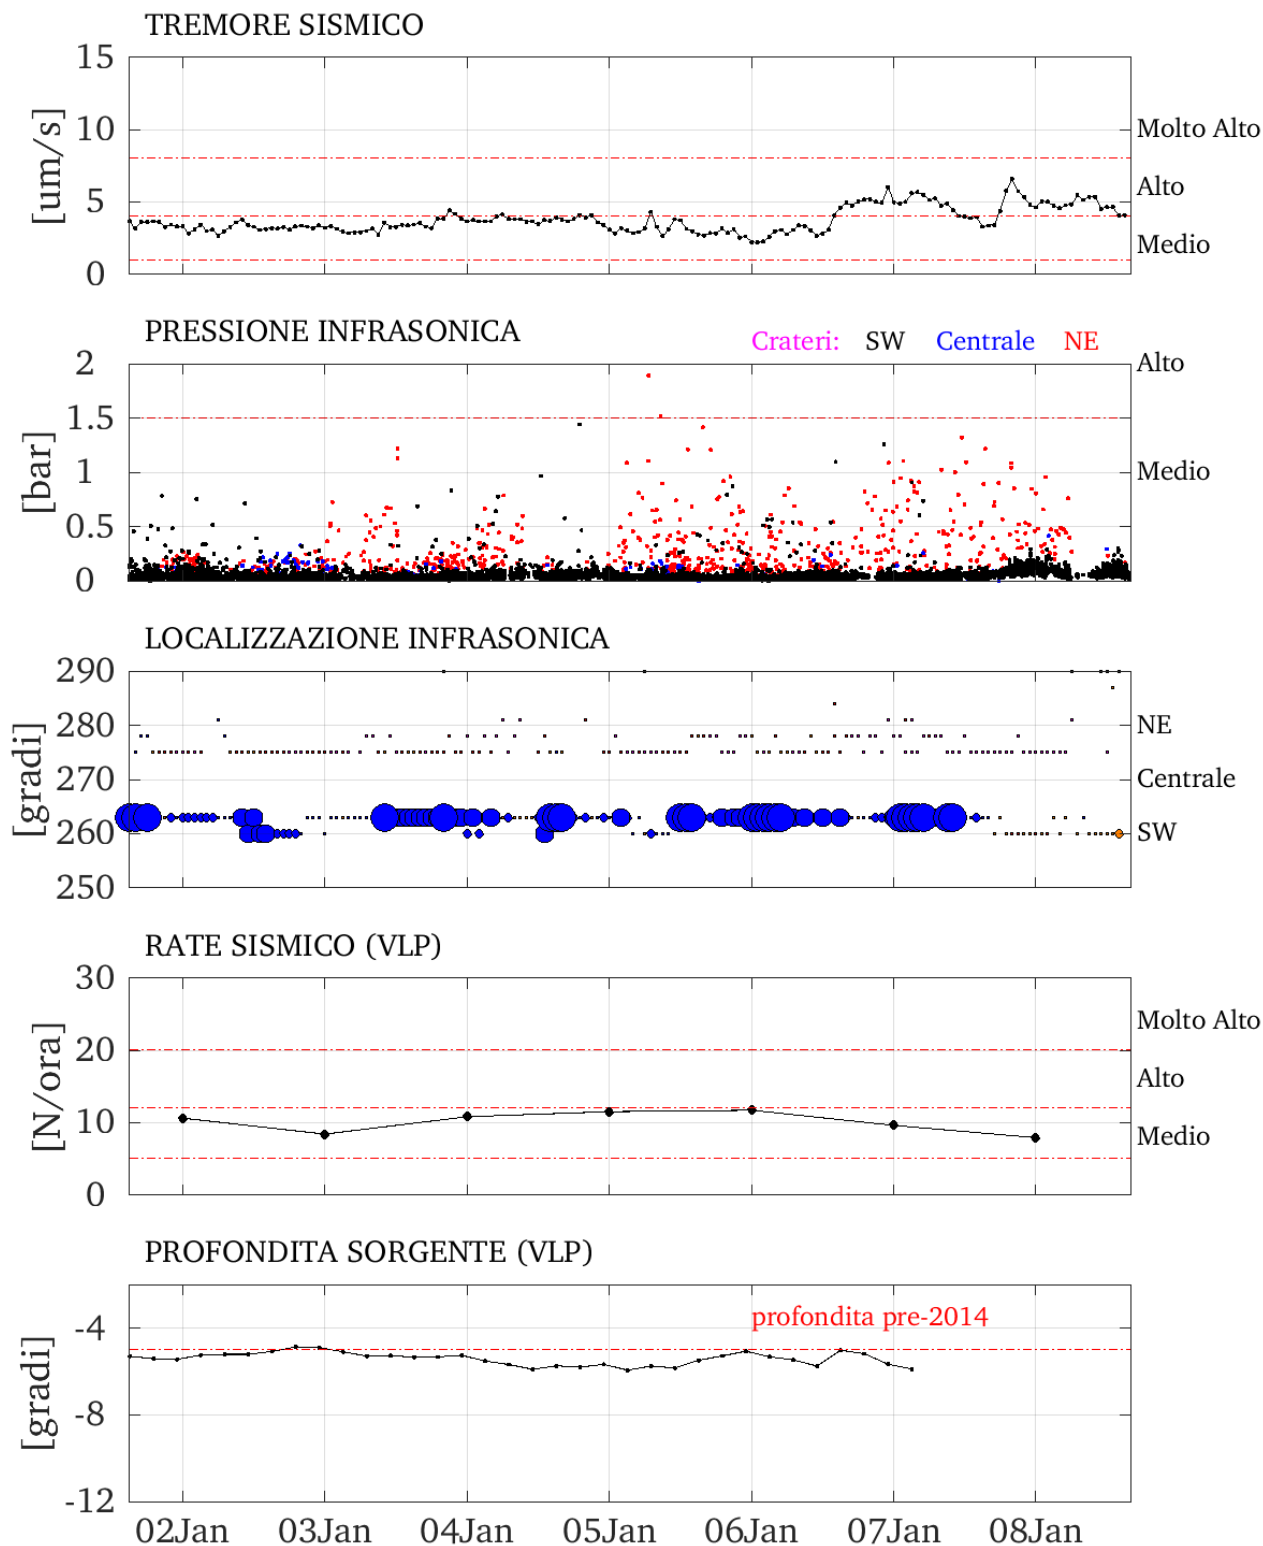 TREMORE SISMICO
15
10
5
0
[um/s]
Molto Alto
Alto
Medio
PRESSIONE INFRASONICA
Crateri: SW Centrale NE
2
1.5
1
0.5
0
[bar]
Alto
Medio
LOCALIZZAZIONE INFRASONICA
290
280
270
260
250
[gradi]
NE
Centrale
SW
RATE SISMICO (VLP)
30
20
10
0
[N/ora]
Molto Alto
Alto
Medio
PROFONDITA SORGENTE (VLP)
profondita pre-2014
-4
-8
-12
[gradi]
02Jan 03Jan 04Jan 05Jan 06Jan 07Jan 08Jan